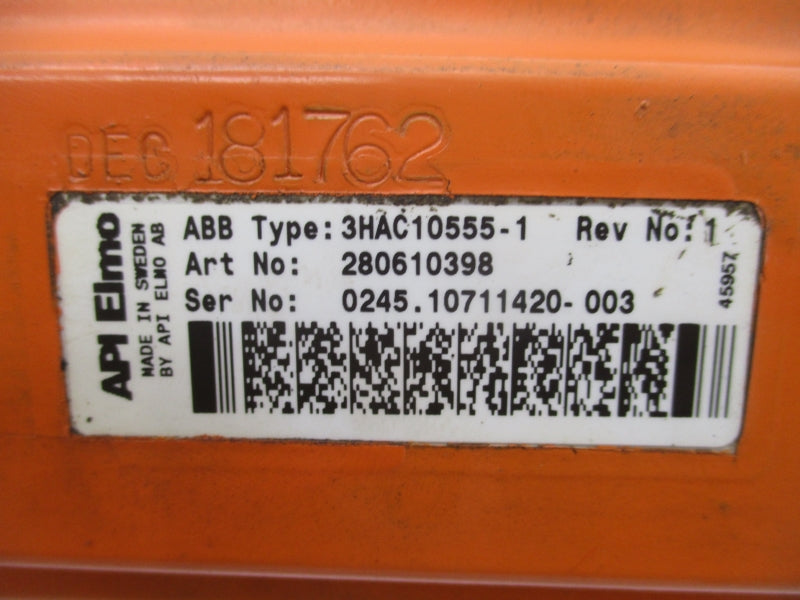 DEC 181762
API Elmo
MADE IN SWEDEN
BY API ELMO AB
ABB Type: 3HAC10555-1 Rev No: 1
Art No: 280610398
Ser No: 0245.10711420-003
45957